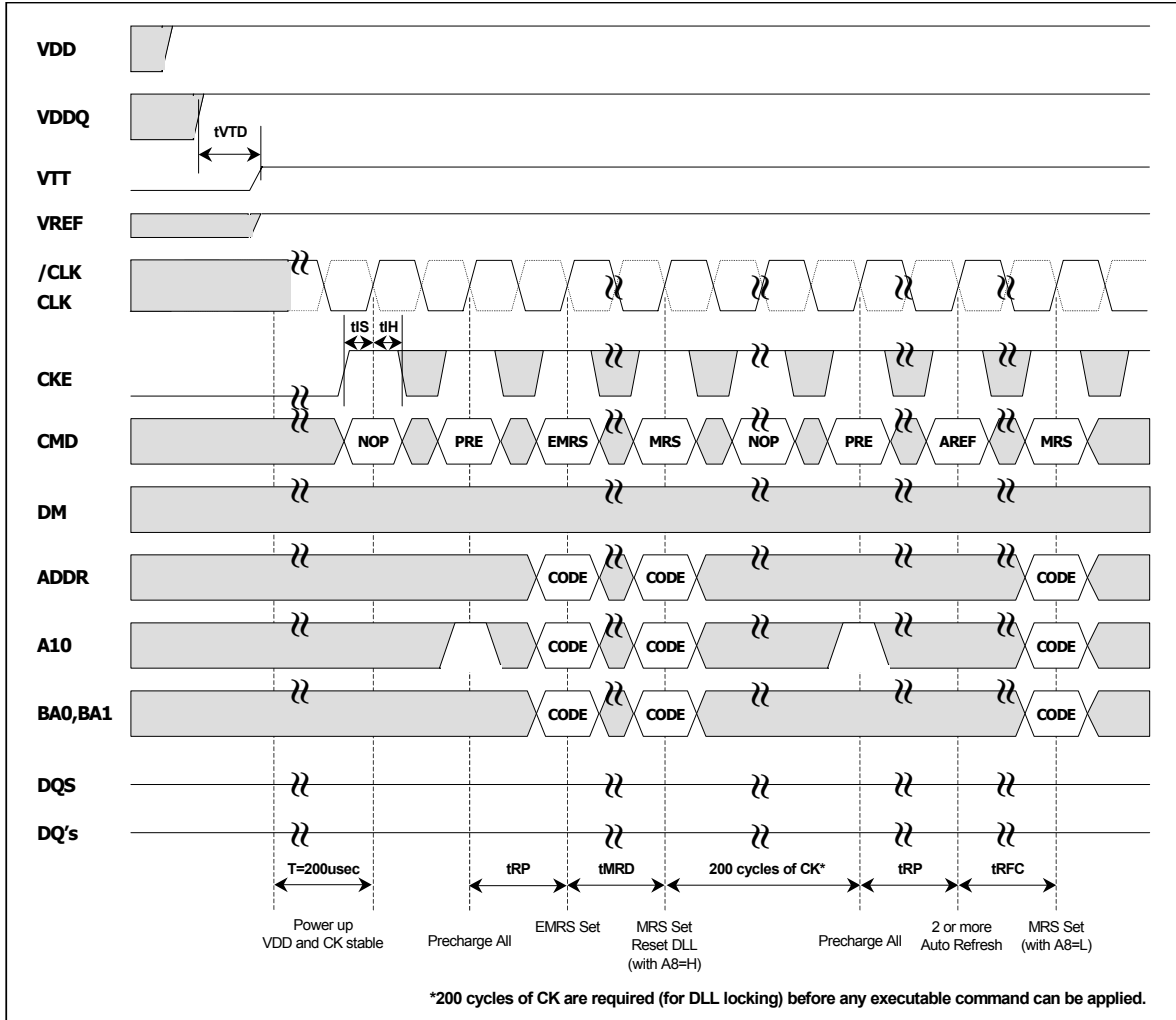 VDD
VDDQ
tVTD
VTT
VREF
/CLK
CLK
tIS tIH
CKE
CMD NOP PRE EMRS MRS NOP PRE AREF MRS
DM
ADDR CODE CODE CODE
A10 CODE CODE CODE
BA0,BA1 CODE CODE CODE
DQS
DQ's
T=200usec tRP tMRD 200 cycles of CK* tRP tRFC
Power up
VDD and CK stable
Precharge All
EMRS Set
MRS Set
Reset DLL
(with A8=H)
Precharge All
2 or more
Auto Refresh
MRS Set
(with A8=L)
*200 cycles of CK are required (for DLL locking) before any executable command can be applied.